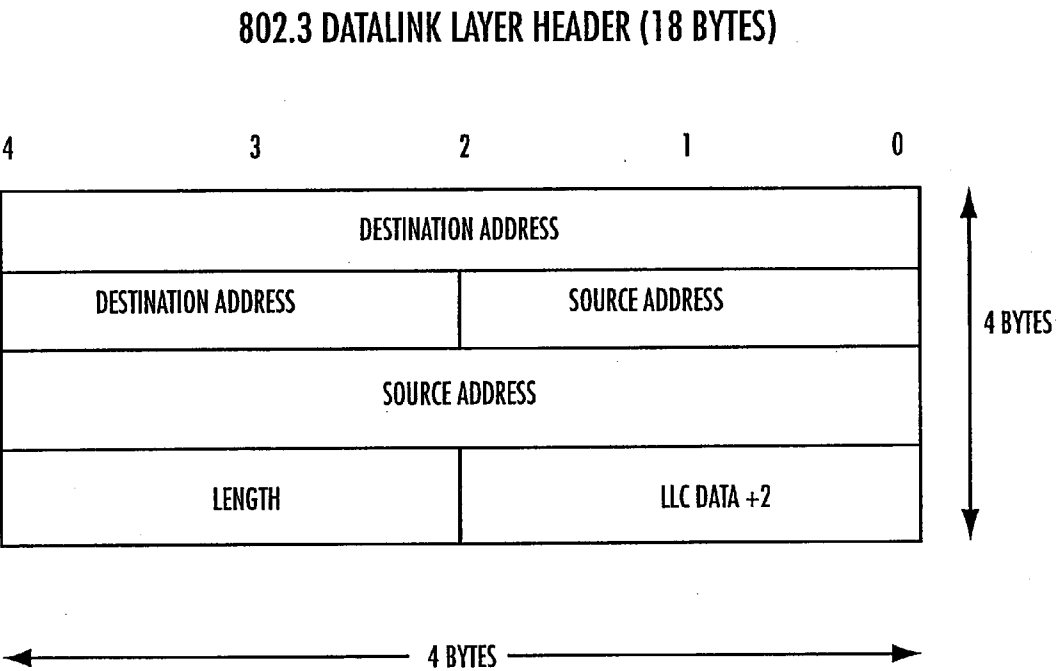 802.3 DATALINK LAYER HEADER (18 BYTES)
4 3 2 1 0
DESTINATION ADDRESS
DESTINATION ADDRESS SOURCE ADDRESS
4 BYTES
SOURCE ADDRESS
LENGTH LLC DATA +2
4 BYTES